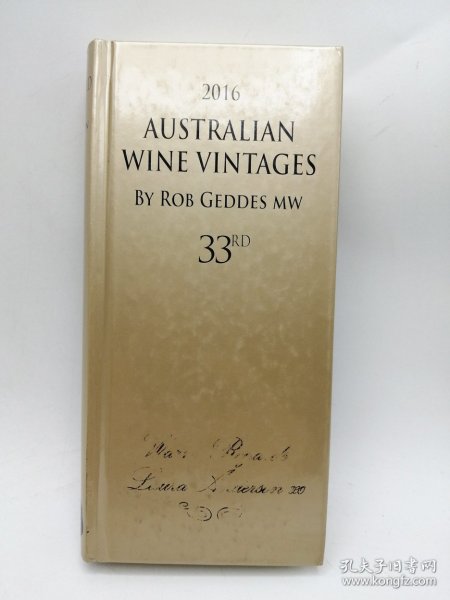 2016
AUSTRALIAN
WINE VINTAGES
BY ROB GEDDES MW
33RD
孔夫子旧书网
www.kongfz.com